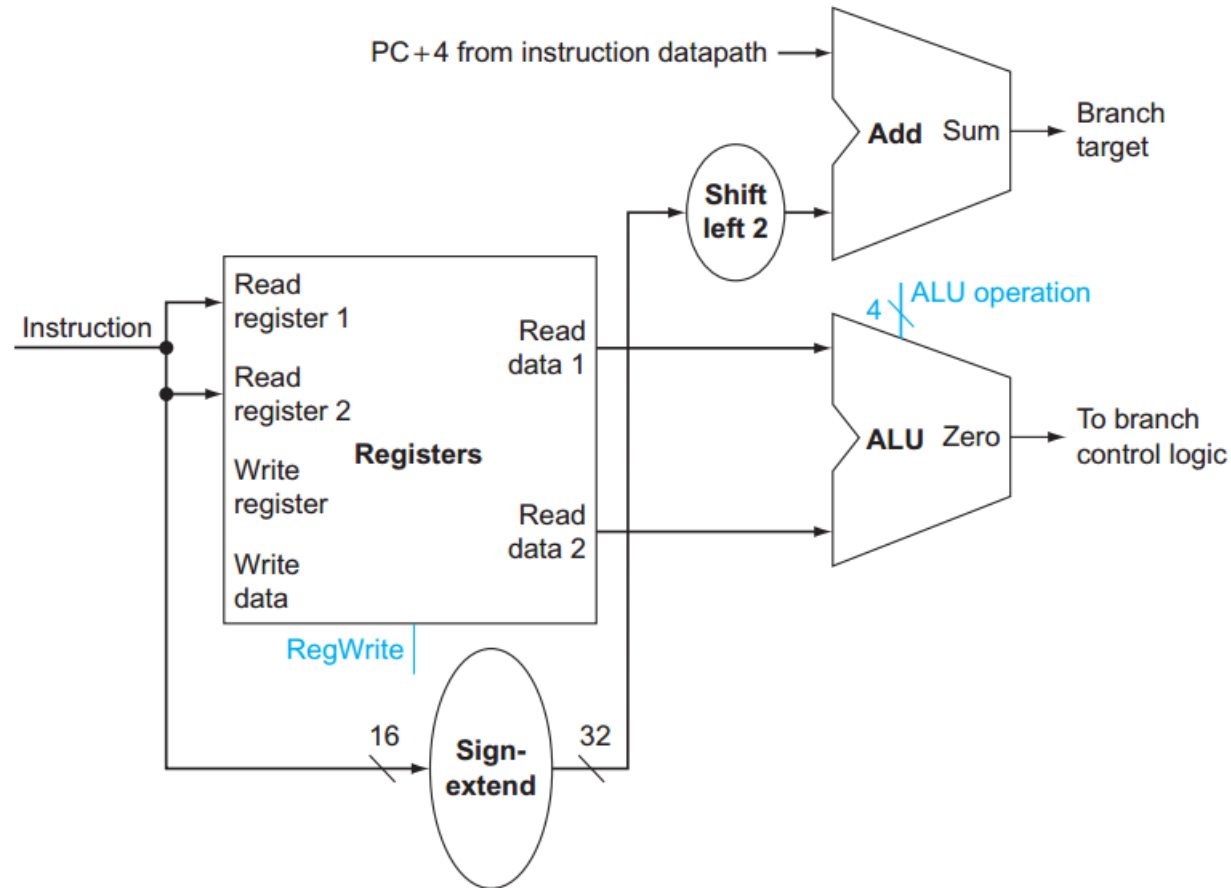 PC+4 from instruction datapath
Add
Sum
Branch
target
Shift
left 2
4
ALU operation
Instruction
Read
register 1
Read
register 2
Write
register
Write
data
Registers
Read
data 1
Read
data 2
ALU
Zero
To branch
control logic
RegWrite
16
Sign-
extend
32